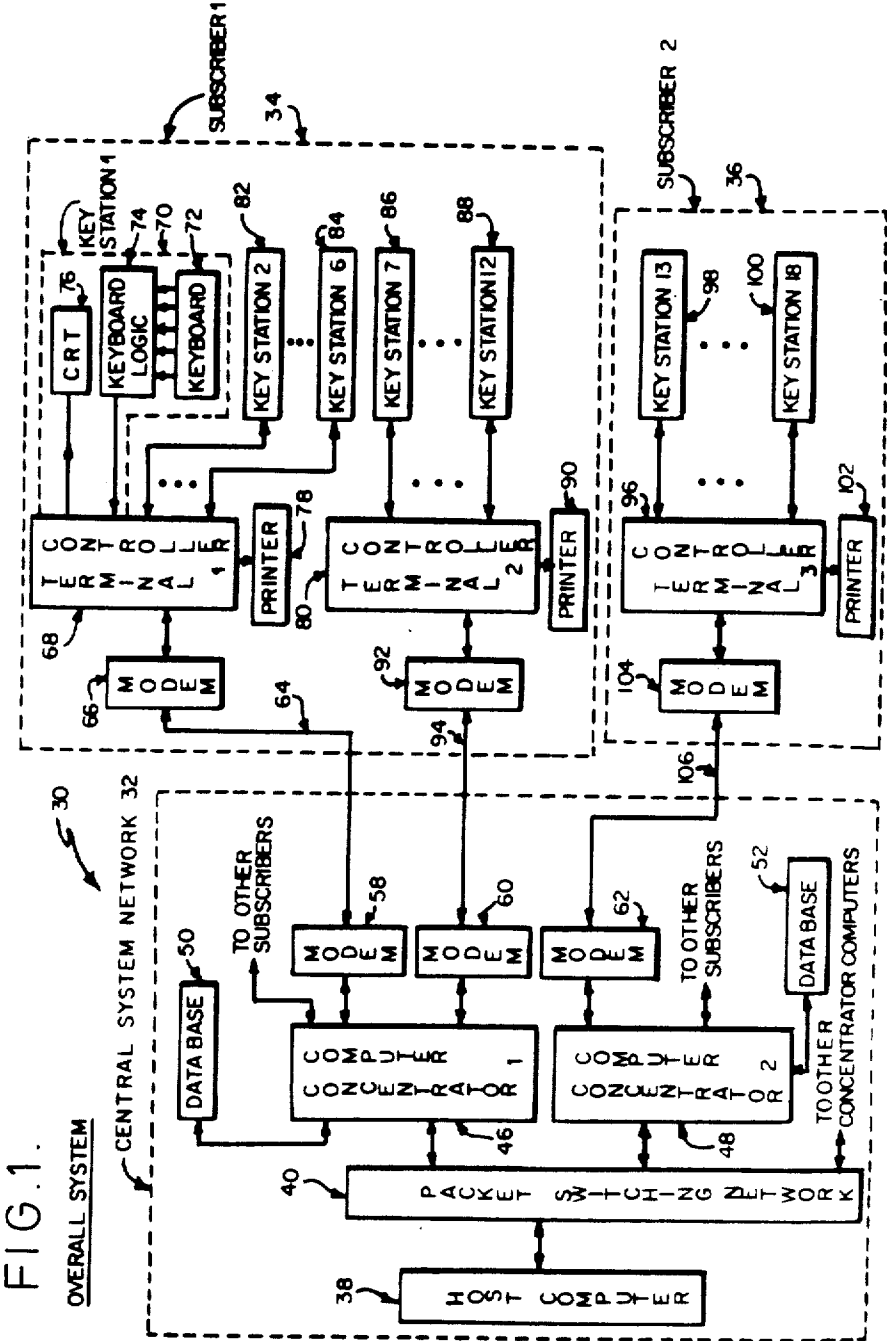 FIG.1.
OVERALL SYSTEM
30
CENTRAL SYSTEM NETWORK 32
38
HOST COMPUTER
40
PACKET SWITCHING NETWORK
DATA BASE
50
TO OTHER
SUBSCRIBERS
CONCENTRATOR
COMPUTER
1
46
MODEM
58
MODEM
60
CONCENTRATOR
COMPUTER
2
48
MODEM
62
TO OTHER
SUBSCRIBERS
DATA BASE
52
TO OTHER
CONCENTRATOR COMPUTERS
64
94
106
SUBSCRIBER 1
34
66
MODEM
68
TERMINAL
CONTROLLER
1
PRINTER
78
CRT
76
KEY
STATION 1
KEYBOARD
LOGIC
74
70
KEYBOARD
72
KEY STATION 2
82
KEY STATION 6
84
92
MODEM
80
TERMINAL
CONTROLLER
2
PRINTER
90
KEY STATION 7
86
KEY STATION 12
88
SUBSCRIBER 2
36
104
MODEM
96
TERMINAL
CONTROLLER
3
PRINTER
102
KEY STATION 13
98
KEY STATION 18
100